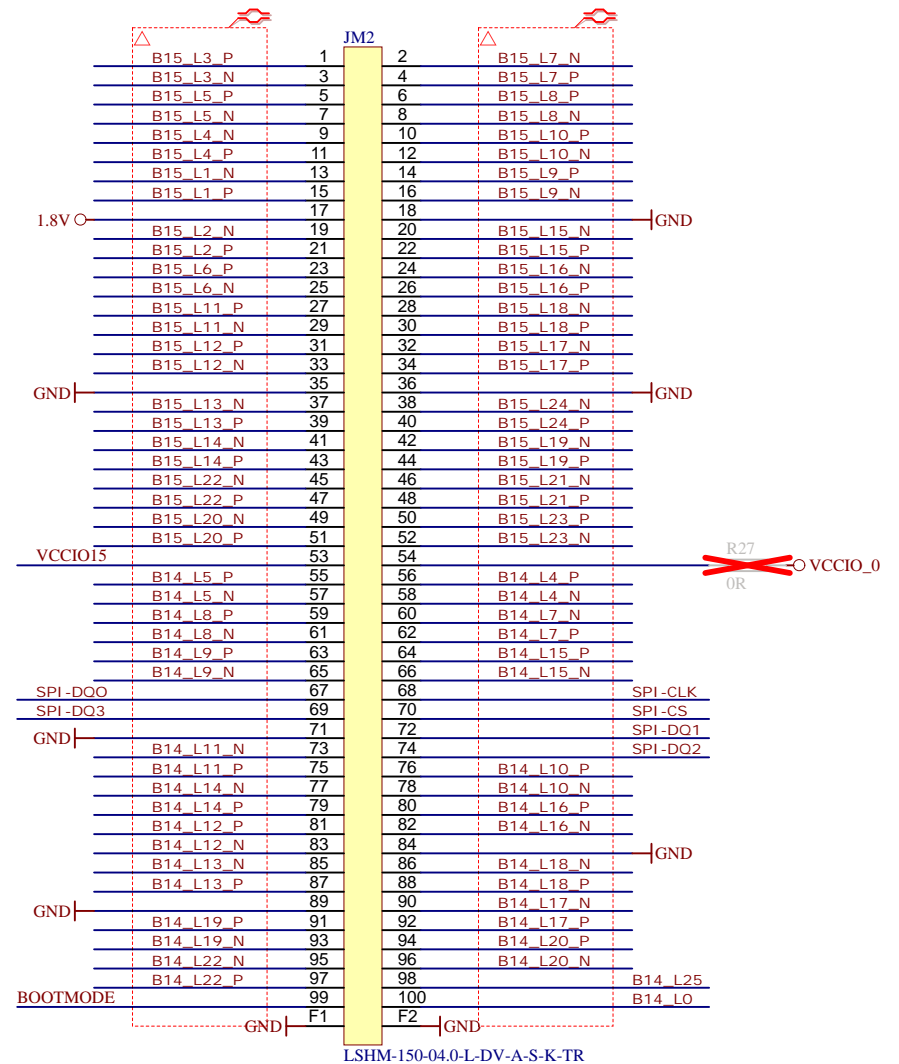 JM2
B15_L3_P 1 2 B15_L7_N
B15_L3_N 3 4 B15_L7_P
B15_L5_P 5 6 B15_L8_P
B15_L5_N 7 8 B15_L8_N
B15_L4_N 9 10 B15_L10_P
B15_L4_P 11 12 B15_L10_N
B15_L1_N 13 14 B15_L9_P
B15_L1_P 15 16 B15_L9_N
1.8V 17 18 GND
B15_L2_N 19 20 B15_L15_N
B15_L2_P 21 22 B15_L15_P
B15_L6_P 23 24 B15_L16_N
B15_L6_N 25 26 B15_L16_P
B15_L11_P 27 28 B15_L18_N
B15_L11_N 29 30 B15_L18_P
B15_L12_P 31 32 B15_L17_N
B15_L12_N 33 34 B15_L17_P
GND 35 36 GND
B15_L13_N 37 38 B15_L24_N
B15_L13_P 39 40 B15_L24_P
B15_L14_N 41 42 B15_L19_N
B15_L14_P 43 44 B15_L19_P
B15_L22_N 45 46 B15_L21_N
B15_L22_P 47 48 B15_L21_P
B15_L20_N 49 50 B15_L23_P
B15_L20_P 51 52 B15_L23_N
VCCIO15 53 54 R27 0R VCCIO_0
B14_L5_P 55 56 B14_L4_P
B14_L5_N 57 58 B14_L4_N
B14_L8_P 59 60 B14_L7_N
B14_L8_N 61 62 B14_L7_P
B14_L9_P 63 64 B14_L15_P
B14_L9_N 65 66 B14_L15_N
SPI-DQ0 67 68 SPI-CLK
SPI-DQ3 69 70 SPI-CS
GND 71 72 SPI-DQ1
B14_L11_N 73 74 SPI-DQ2
B14_L11_P 75 76 B14_L10_P
B14_L14_N 77 78 B14_L10_N
B14_L14_P 79 80 B14_L16_P
B14_L12_P 81 82 B14_L16_N
B14_L12_N 83 84 GND
B14_L13_N 85 86 B14_L18_N
B14_L13_P 87 88 B14_L18_P
GND 89 90 B14_L17_N
B14_L19_P 91 92 B14_L17_P
B14_L19_N 93 94 B14_L20_P
B14_L22_N 95 96 B14_L20_N
B14_L22_P 97 98 B14_L25
BOOTMODE 99 100 B14_L0
GND F1 F2 GND
LSHM-150-04.0-L-DV-A-S-K-TR